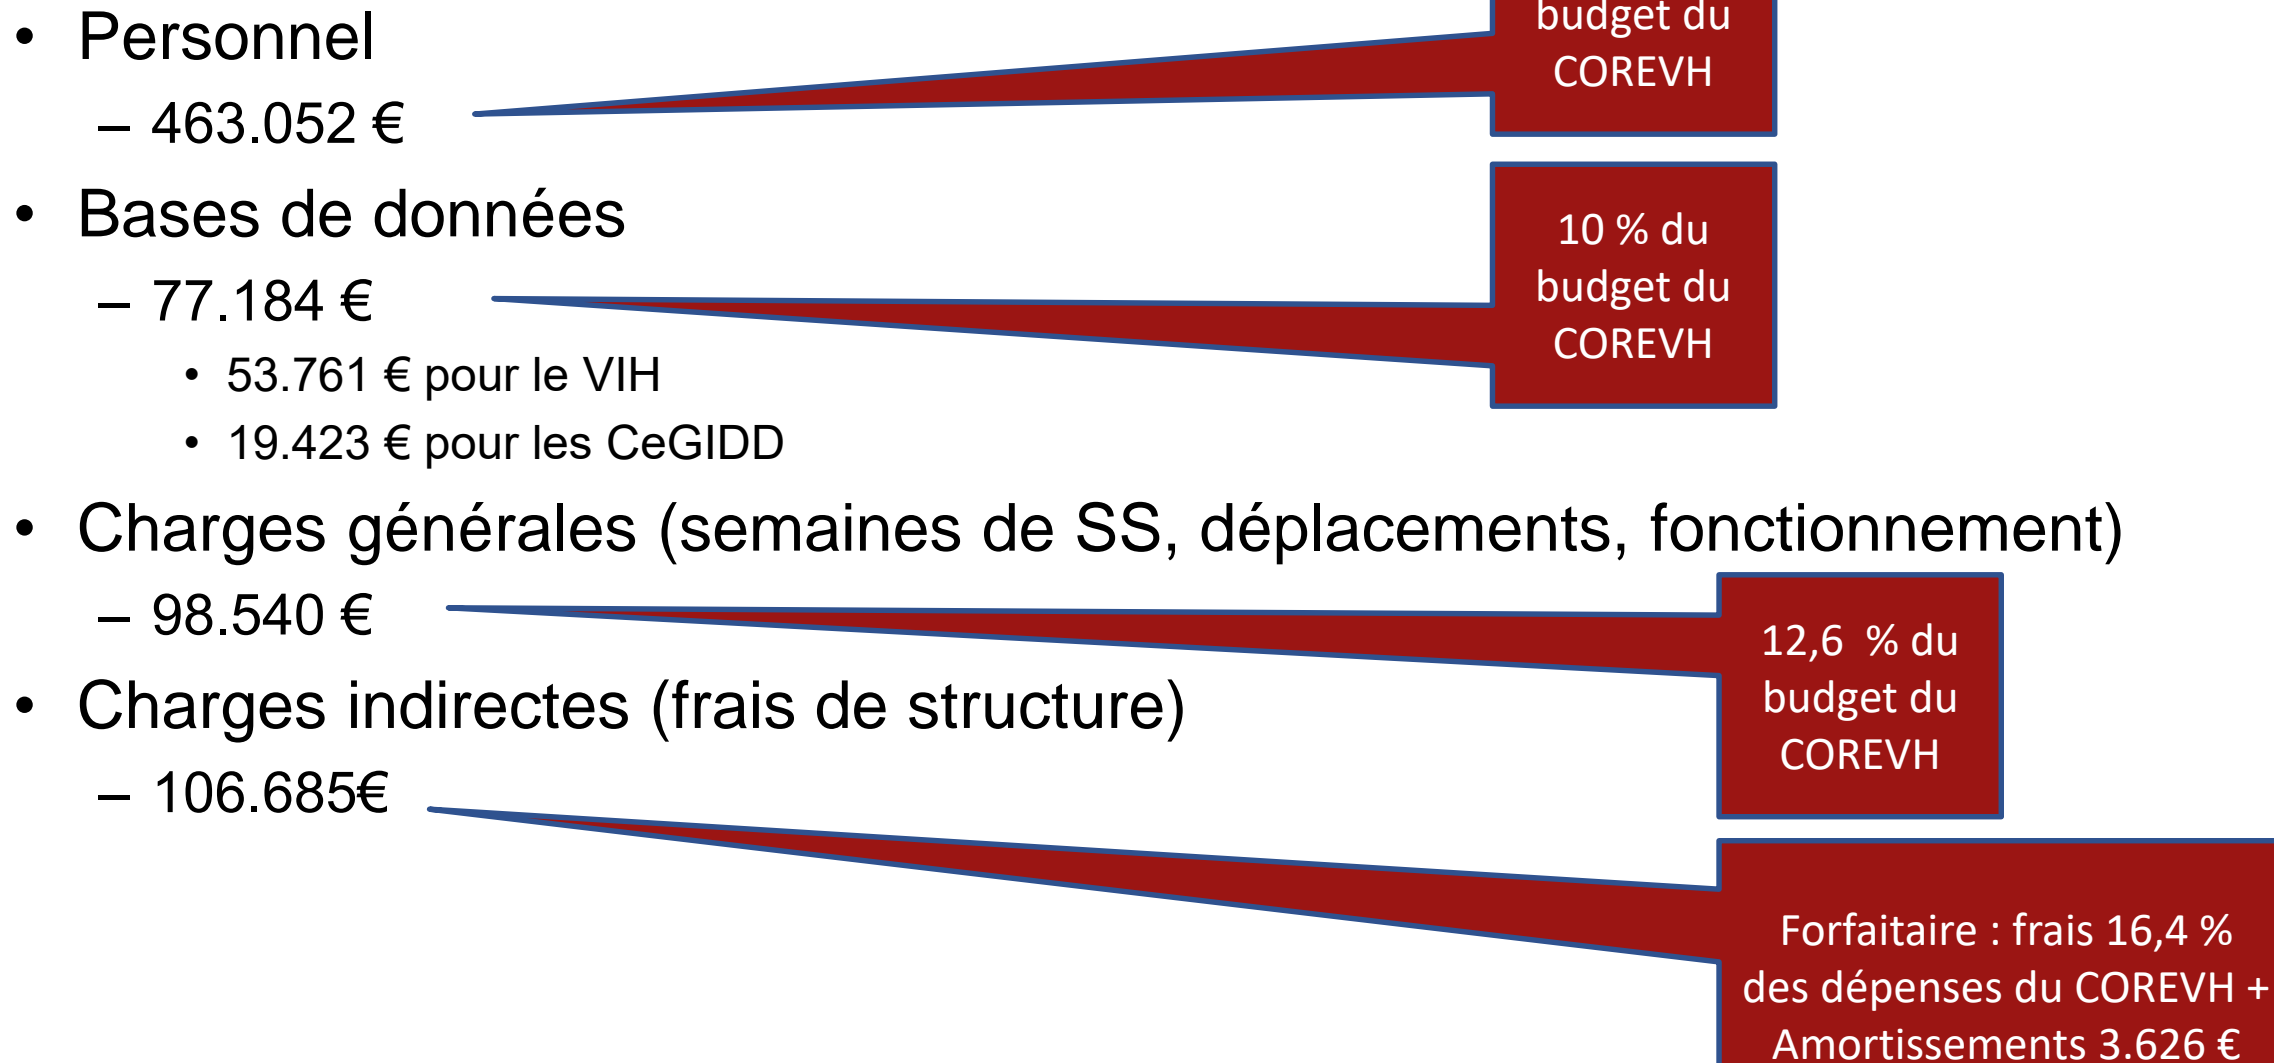 • Personnel
– 463.052 €
budget du
COREVH
• Bases de données
– 77.184 €
• 53.761 € pour le VIH
• 19.423 € pour les CeGIDD
10 % du
budget du
COREVH
• Charges générales (semaines de SS, déplacements, fonctionnement)
– 98.540 €
12,6 % du
budget du
COREVH
• Charges indirectes (frais de structure)
– 106.685€
Forfaitaire : frais 16,4 %
des dépenses du COREVH +
Amortissements 3.626 €